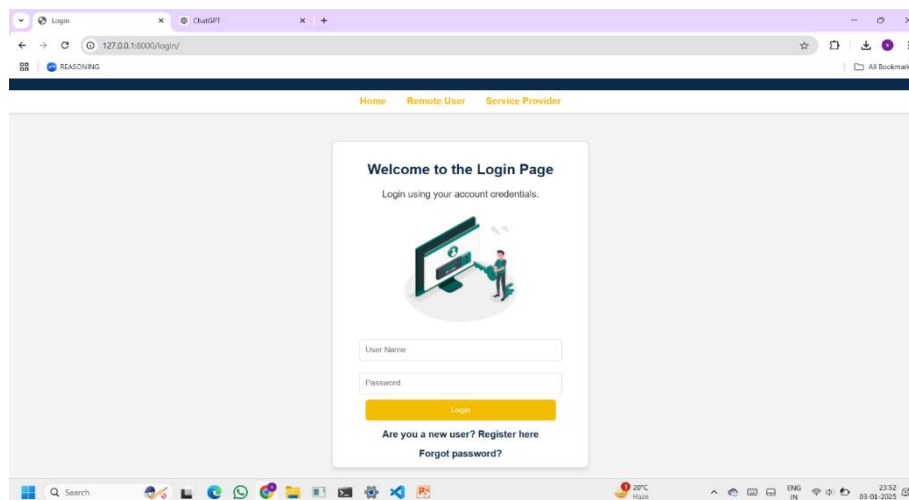 Login
ChatGPT
127.0.0.1:8000/login/
REASONING
All Bookmark
Home Remote User Service Provider
Welcome to the Login Page
Login using your account credentials.
User Name
Password
Login
Are you a new user? Register here
Forgot password?
Search
20°C
Haze
ENG
IN
23:52
03-01-2025